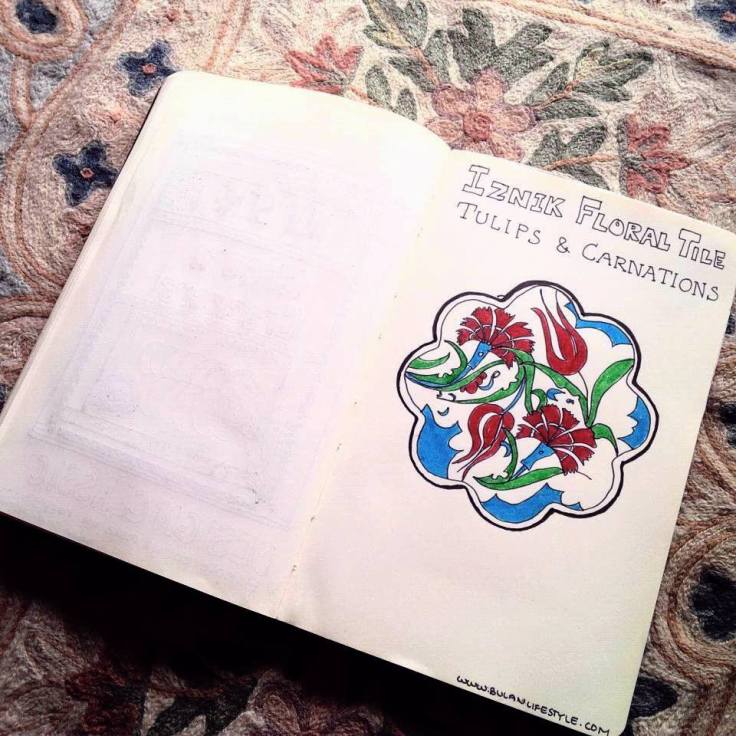 IZNIK FLORAL TILE
TULIPS & CARNATIONS
WWW.BULANLIFESTYLE.COM